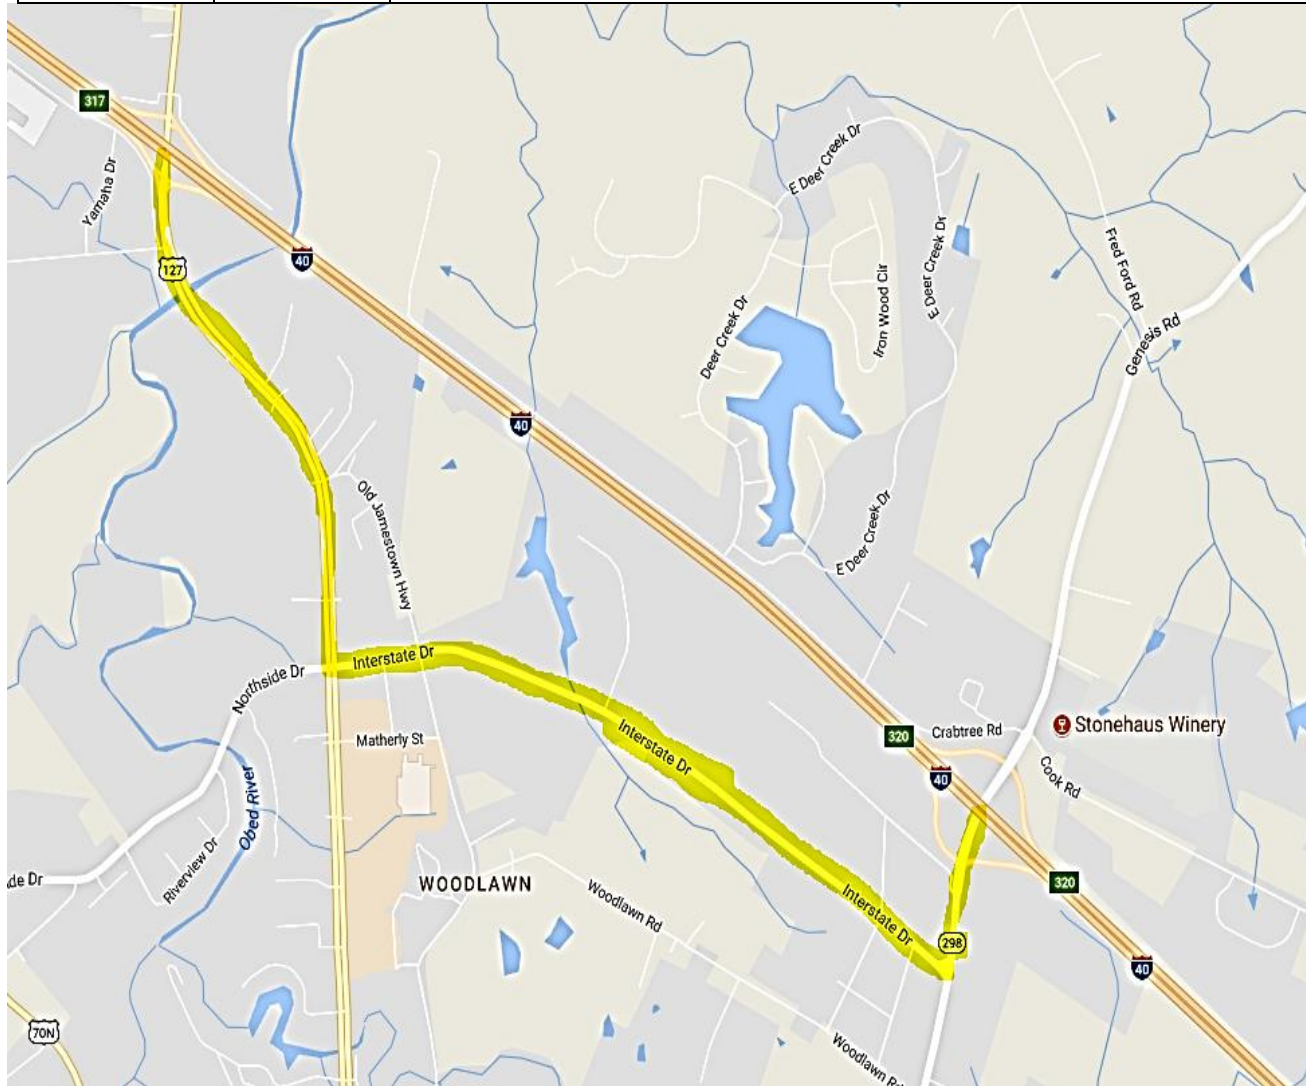 317
Yamaha Dr
127
40
E Deer Creek Dr
E Deer Creek Dr
Fred Ford Rd
Iron Wood Cir
Deer Creek Dr
Genesis Rd
40
Old Jamestown Hwy
E Deer Creek Dr
Interstate Dr
Northside Dr
Interstate Dr
Matherly St
320
Crabtree Rd
Stonehaus Winery
40
Cook Rd
Obed River
Riverview Dr
de Dr
WOODLAWN
Woodlawn Rd
Interstate Dr
320
298
40
70N
Woodlawn Rd